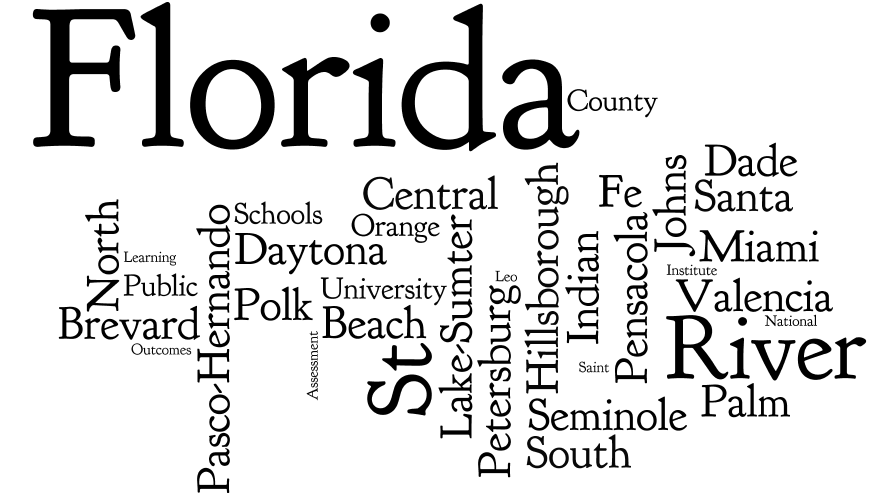 Florida
County
Dade
Central
Fe
Johns
Santa
North
Schools
Orange
Hillsborough
Pasco-Hernando
Daytona
Lake-Sumter
Indian
Pensacola
Miami
Learning
Public
University
Leo
Institute
Valencia
Brevard
Polk
Beach
Petersburg
National
River
Outcomes
Assessment
St
Saint
Seminole
Palm
South